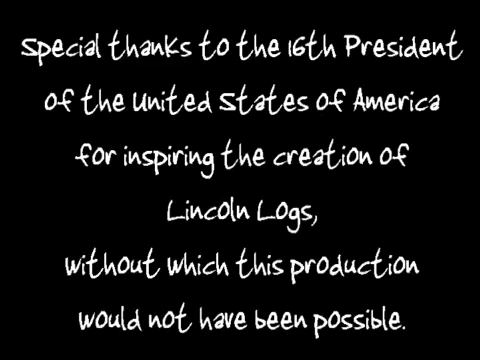 Special thanks to the 16th President
of the United States of America
for inspiring the creation of
Lincoln Logs,
without which this production
would not have been possible.